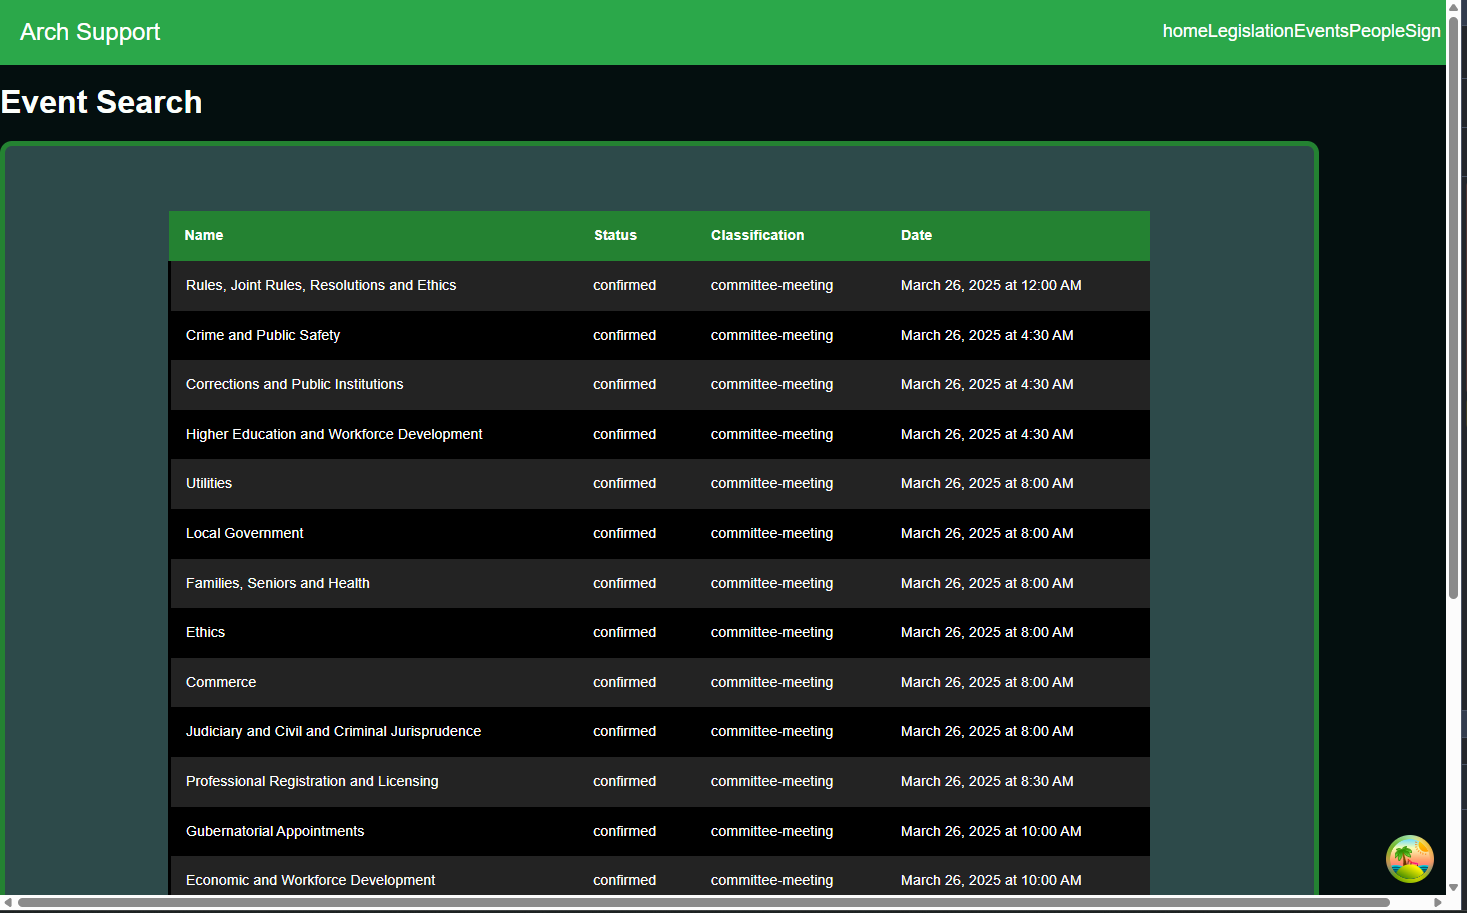 Arch Support
homeLegislationEventsPeopleSign
Event Search
Name Status Classification Date
Rules, Joint Rules, Resolutions and Ethics confirmed committee-meeting March 26, 2025 at 12:00 AM
Crime and Public Safety confirmed committee-meeting March 26, 2025 at 4:30 AM
Corrections and Public Institutions confirmed committee-meeting March 26, 2025 at 4:30 AM
Higher Education and Workforce Development confirmed committee-meeting March 26, 2025 at 4:30 AM
Utilities confirmed committee-meeting March 26, 2025 at 8:00 AM
Local Government confirmed committee-meeting March 26, 2025 at 8:00 AM
Families, Seniors and Health confirmed committee-meeting March 26, 2025 at 8:00 AM
Ethics confirmed committee-meeting March 26, 2025 at 8:00 AM
Commerce confirmed committee-meeting March 26, 2025 at 8:00 AM
Judiciary and Civil and Criminal Jurisprudence confirmed committee-meeting March 26, 2025 at 8:00 AM
Professional Registration and Licensing confirmed committee-meeting March 26, 2025 at 8:30 AM
Gubernatorial Appointments confirmed committee-meeting March 26, 2025 at 10:00 AM
Economic and Workforce Development confirmed committee-meeting March 26, 2025 at 10:00 AM